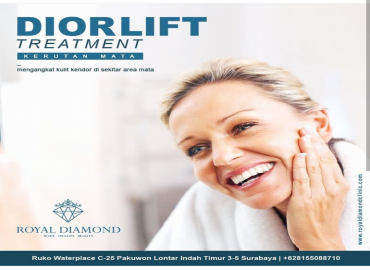 DIORLIFT
TREATMENT
KERUTAN MATA
mengangkat kulit kendor di sekitar area mata
ROYAL DIAMOND
www.royaldiamondclinic.com
Ruko Waterplace C-25 Pakuwon Lontar Indah Timur 3-5 Surabaya | +628155088710